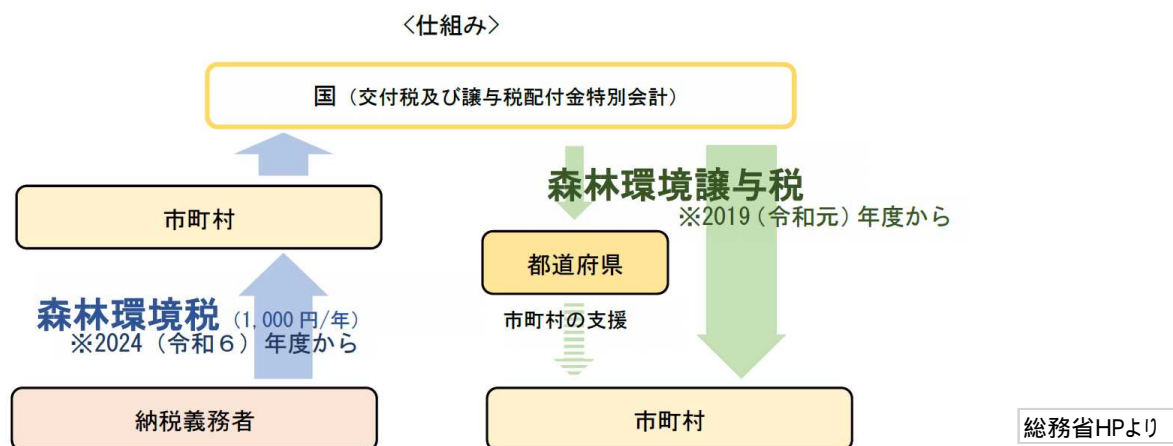 <仕組み>
国（交付税及び譲与税配付金特別会計）
市町村
森林環境譲与税
※2019（令和元）年度から
都道府県
森林環境税（1,000円/年）
※2024（令和６）年度から
市町村の支援
納税義務者
市町村
総務省HPより